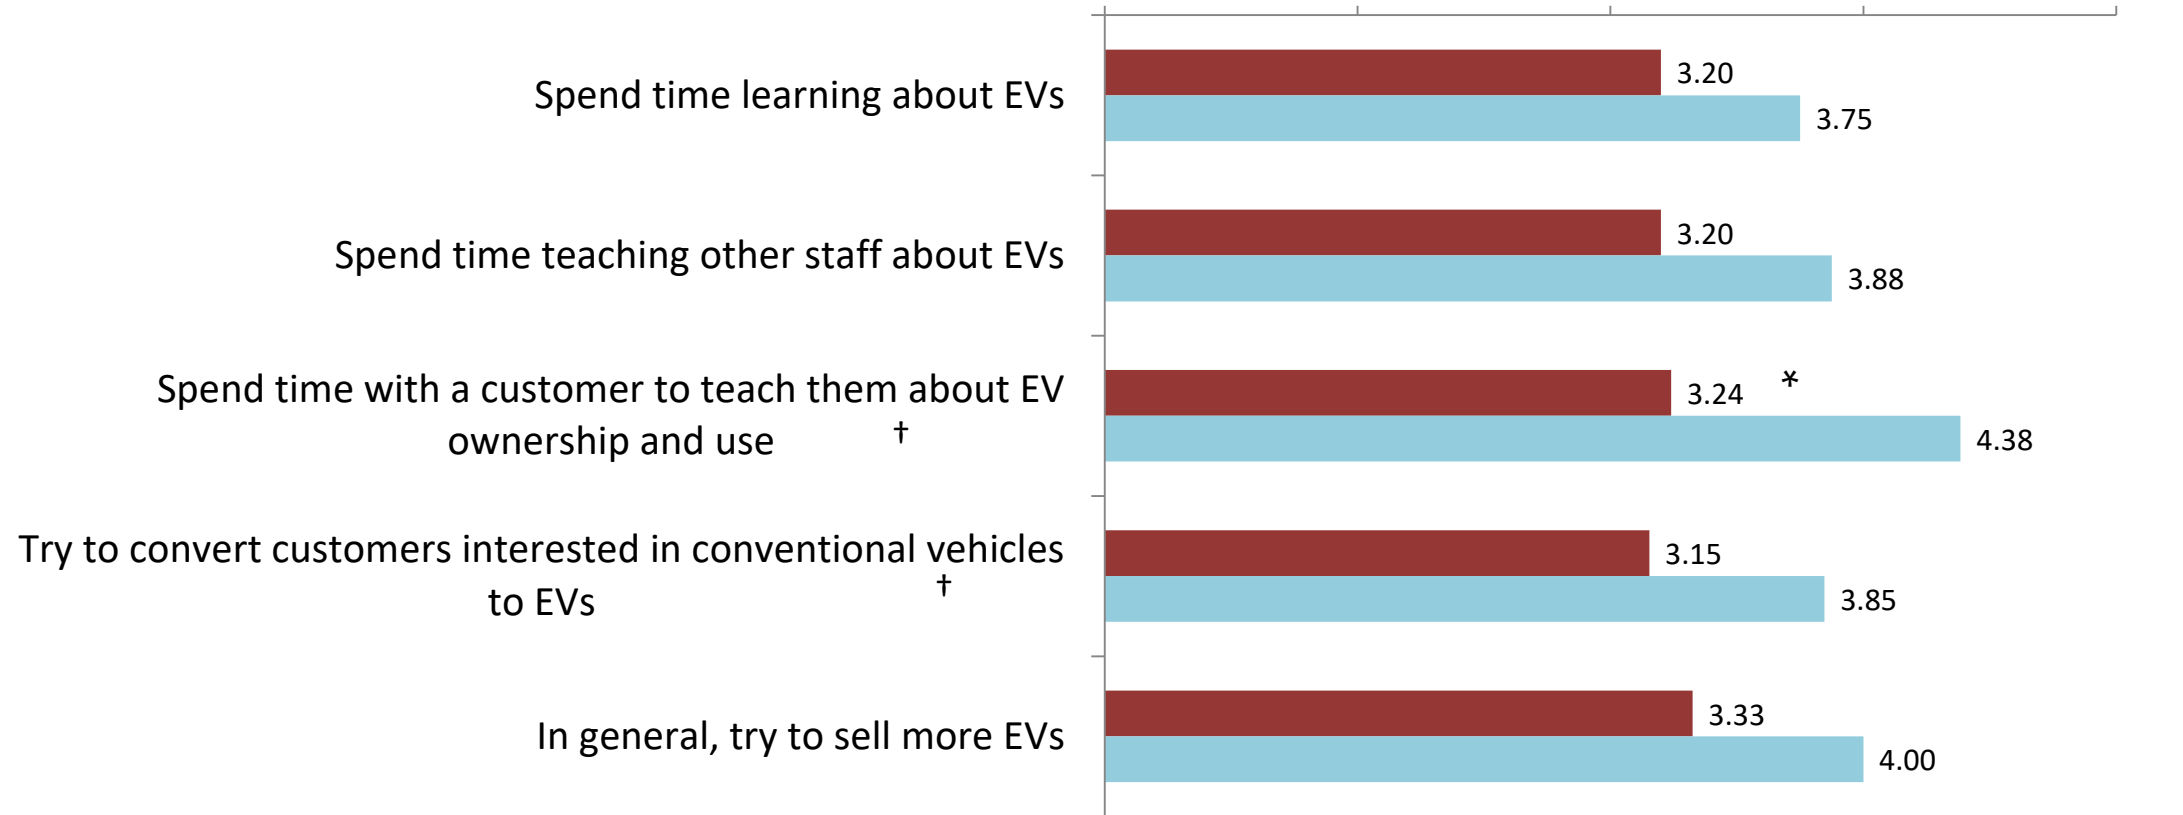 Spend time learning about EVs
3.20
3.75
Spend time teaching other staff about EVs
3.20
3.88
Spend time with a customer to teach them about EV
ownership and use †
3.24 *
4.38
Try to convert customers interested in conventional vehicles
to EVs †
3.15
3.85
In general, try to sell more EVs
3.33
4.00